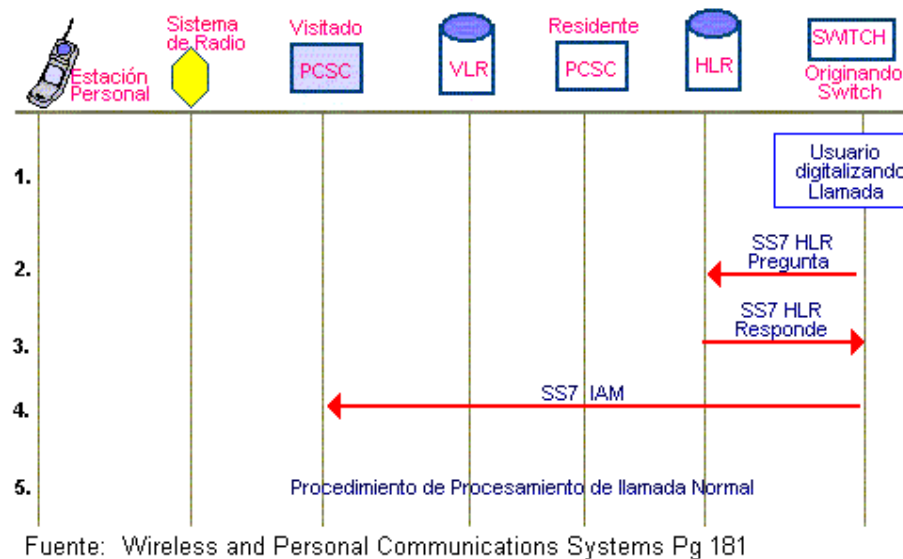 Estación
Personal
Sistema
de Radio
Visitado
PCSC
VLR
Residente
PCSC
HLR
SWITCH
Originando
Switch
1.
Usuario
digitalizando
Llamada
2.
SS7 HLR
Pregunta
3.
SS7 HLR
Responde
4.
SS7 IAM
5.
Procedimiento de Procesamiento de llamada Normal
Fuente: Wireless and Personal Communications Systems Pg 181